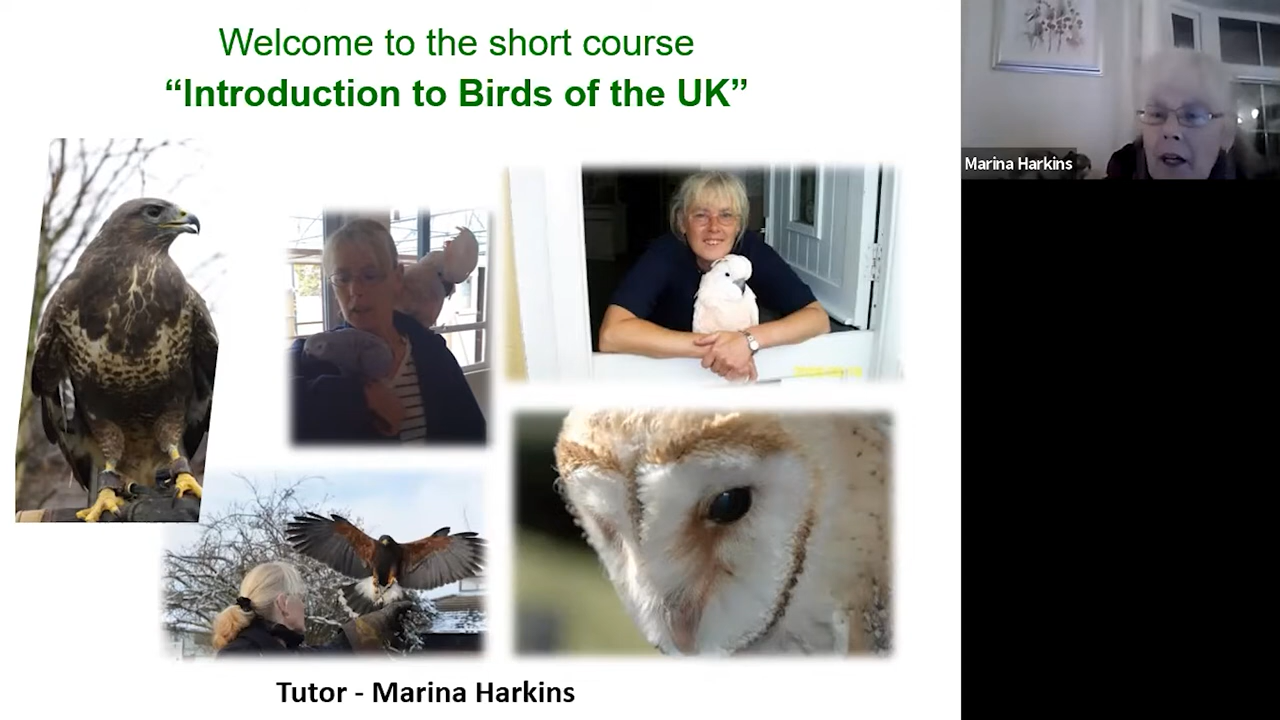 Welcome to the short course
“Introduction to Birds of the UK”
Marina Harkins
Tutor - Marina Harkins